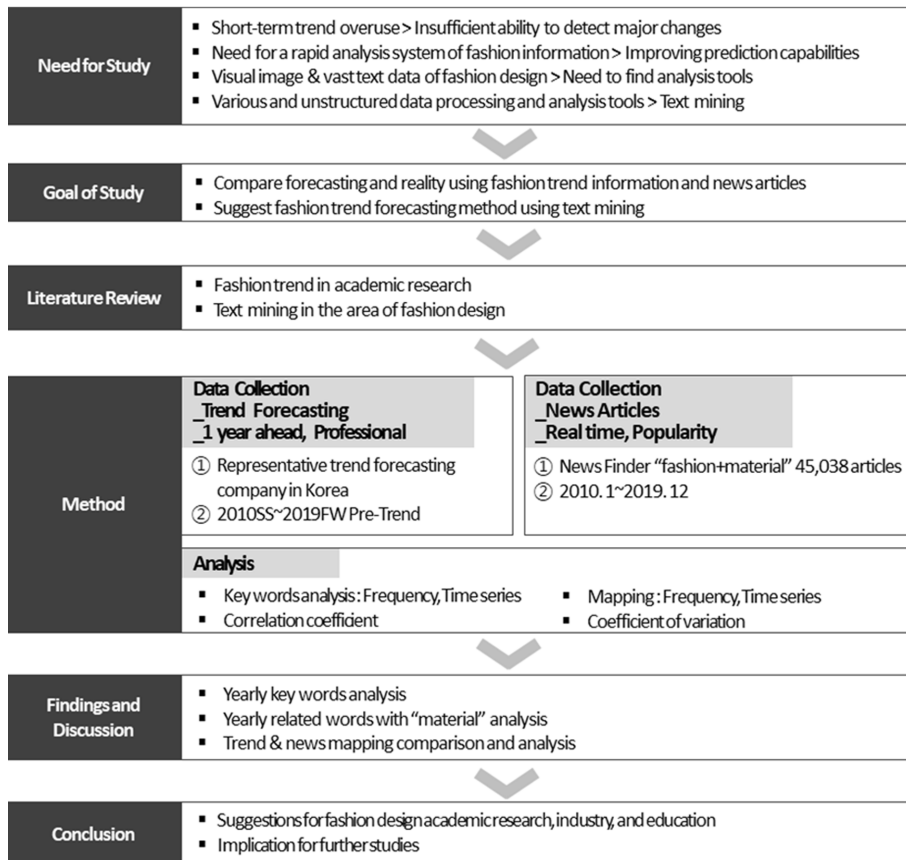 Need for Study
▪ Short-term trend overuse > Insufficient ability to detect major changes
▪ Need for a rapid analysis system of fashion information > Improving prediction capabilities
▪ Visual image & vast text data of fashion design > Need to find analysis tools
▪ Various and unstructured data processing and analysis tools > Text mining
Goal of Study
▪ Compare forecasting and reality using fashion trend information and news articles
▪ Suggest fashion trend forecasting method using text mining
Literature Review
▪ Fashion trend in academic research
▪ Text mining in the area of fashion design
Method
Data Collection
_Trend Forecasting
_1 year ahead, Professional
① Representative trend forecasting
company in Korea
② 2010SS~2019FW Pre-Trend
Data Collection
_News Articles
_Real time, Popularity
① News Finder “fashion+material” 45,038 articles
② 2010. 1~2019. 12
Analysis
▪ Key words analysis : Frequency, Time series
▪ Correlation coefficient
▪ Mapping : Frequency, Time series
▪ Coefficient of variation
Findings and
Discussion
▪ Yearly key words analysis
▪ Yearly related words with “material” analysis
▪ Trend & news mapping comparison and analysis
Conclusion
▪ Suggestions for fashion design academic research, industry, and education
▪ Implication for further studies